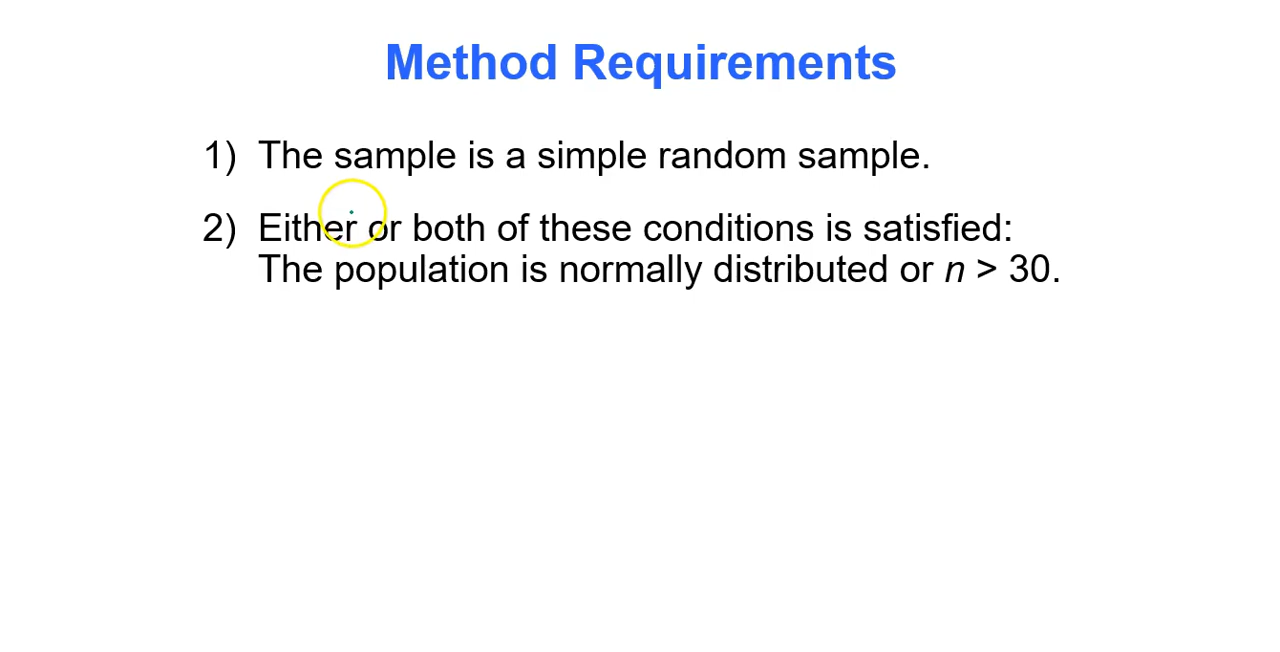 Method Requirements
1) The sample is a simple random sample.
2) Either or both of these conditions is satisfied:
The population is normally distributed or n > 30.